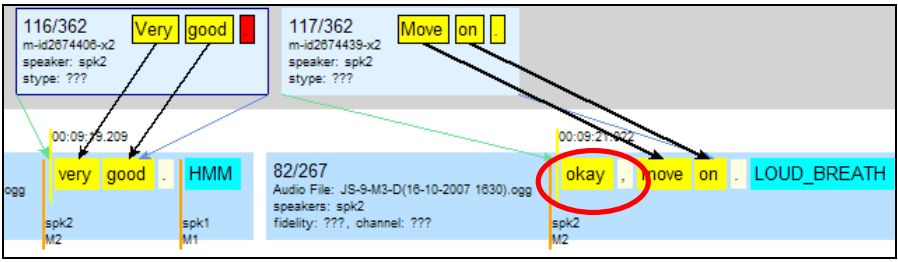 116/362 Very good .
m-id2674406-x2
speaker: spk2
stype: ???
117/362 Move on .
m-id2674439-x2
speaker: spk2
stype: ???
00:09:19.209
00:09:21.922
very good . HMM
ogg
spk2
M2
spk1
M1
82/267
Audio File: JS-9-M3-D(16-10-2007 1630).ogg
speakers: spk2
fidelity: ???, channel: ???
okay , move on . LOUD_BREATH
spk2
M2